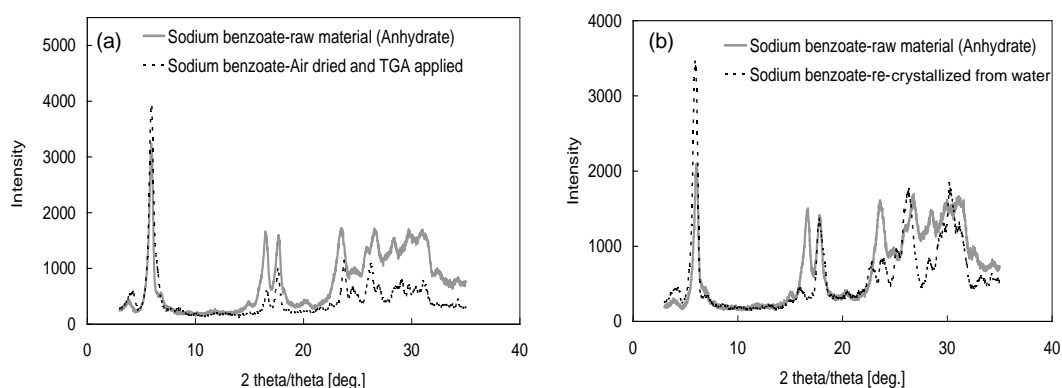 (a)
Sodium benzoate-raw material (Anhydrate)
Sodium benzoate-Air dried and TGA applied
5000
4000
3000
2000
1000
0
Intensity
0 10 20 30 40
2 theta/theta [deg.]
(b)
Sodium benzoate-raw material (Anhydrate)
Sodium benzoate-re-crystallized from water
4000
3000
2000
1000
0
Intensity
0 10 20 30 40
2 theta/theta [deg.]